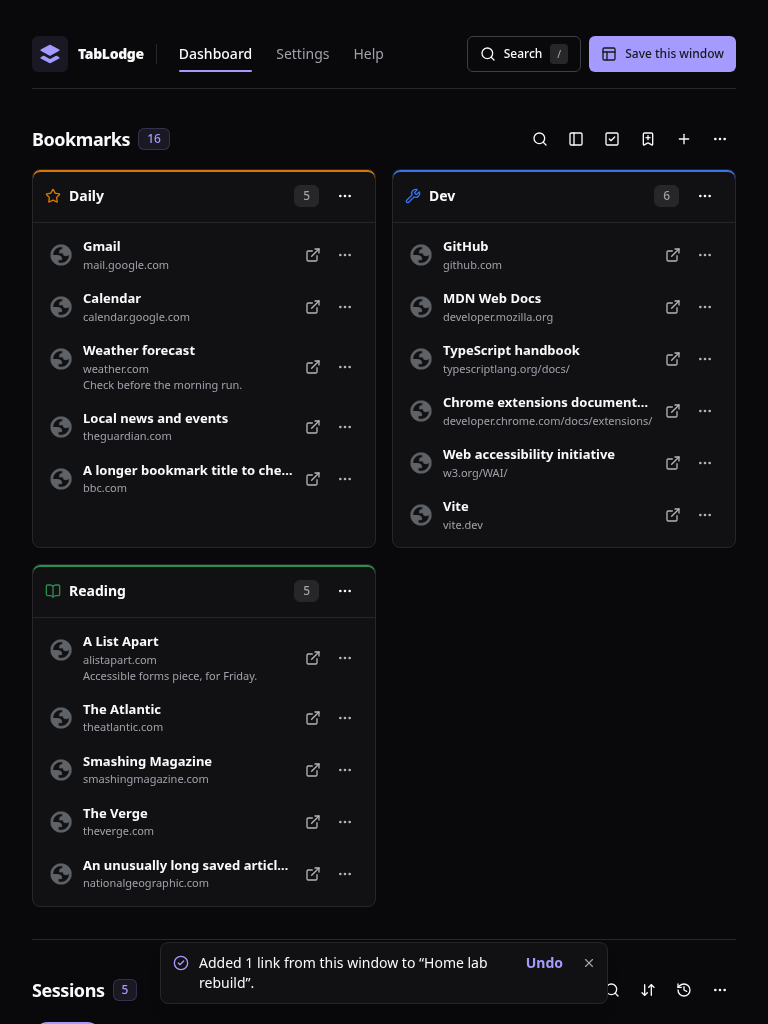 TabLodge
Dashboard
Settings
Help
Search /
Save this window
Bookmarks 16
Daily 5
Gmail
mail.google.com
Calendar
calendar.google.com
Weather forecast
weather.com
Check before the morning run.
Local news and events
theguardian.com
A longer bookmark title to che...
bbc.com
Dev 6
GitHub
github.com
MDN Web Docs
developer.mozilla.org
TypeScript handbook
typescriptlang.org/docs/
Chrome extensions document...
developer.chrome.com/docs/extensions/
Web accessibility initiative
w3.org/WAI/
Vite
vite.dev
Reading 5
A List Apart
alistapart.com
Accessible forms piece, for Friday.
The Atlantic
theatlantic.com
Smashing Magazine
smashingmagazine.com
The Verge
theverge.com
An unusually long saved articl...
nationalgeographic.com
Added 1 link from this window to “Home lab
rebuild”.
Undo
Sessions 5